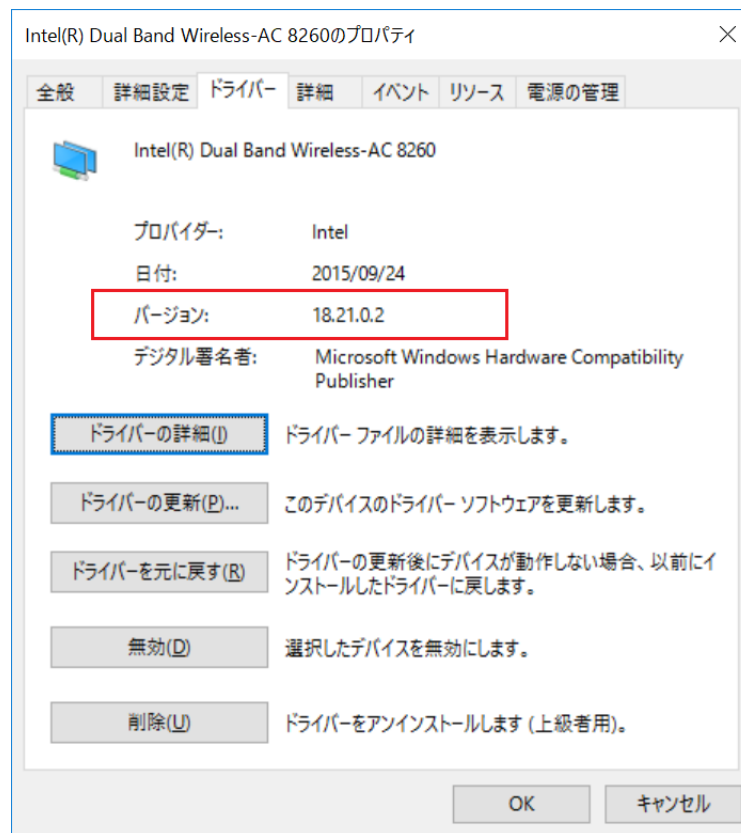 Intel(R) Dual Band Wireless-AC 8260のプロパティ
全般 詳細設定 ドライバー 詳細 イベント リソース 電源の管理
Intel(R) Dual Band Wireless-AC 8260
プロバイダー: Intel
日付: 2015/09/24
バージョン: 18.21.0.2
デジタル署名者: Microsoft Windows Hardware Compatibility
Publisher
ドライバーの詳細(I) ドライバー ファイルの詳細を表示します。
ドライバーの更新(P)... このデバイスのドライバー ソフトウェアを更新します。
ドライバーを元に戻す(R) ドライバーの更新後にデバイスが動作しない場合、以前にイ
ンストールしたドライバーに戻します。
無効(D) 選択したデバイスを無効にします。
削除(U) ドライバーをアンインストールします (上級者用)。
OK キャンセル